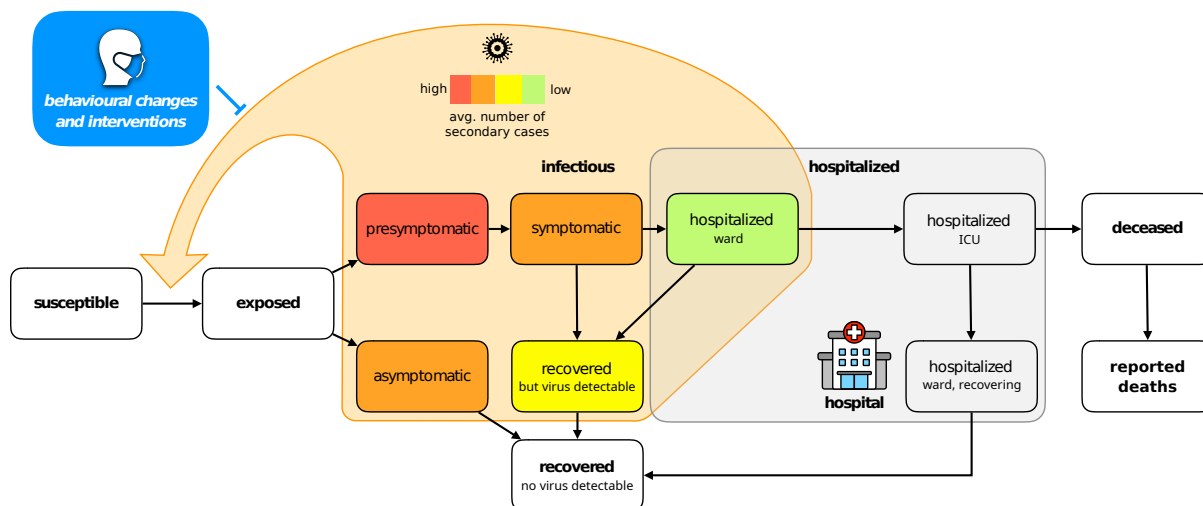 behavioural changes
and interventions
high
low
avg. number of
secondary cases
infectious
hospitalized
presymptomatic
symptomatic
hospitalized
ward
hospitalized
ICU
deceased
susceptible
exposed
asymptomatic
recovered
but virus detectable
hospital
hospitalized
ward, recovering
reported
deaths
recovered
no virus detectable